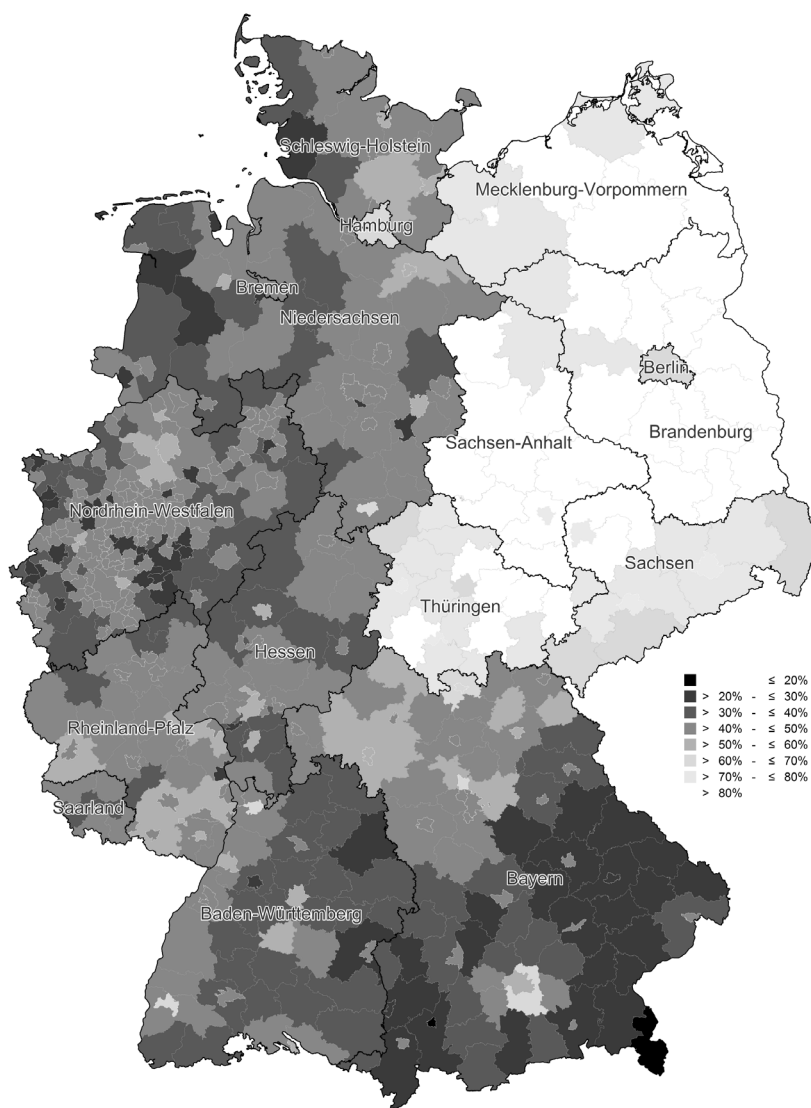 Schleswig-Holstein
Mecklenburg-Vorpommern
Hamburg
Bremen
Niedersachsen
Berlin
Sachsen-Anhalt
Brandenburg
Nordrhein-Westfalen
Sachsen
Thüringen
Hessen
Rheinland-Pfalz
Saarland
Bayern
Baden-Württemberg
≤ 20%
> 20% - ≤ 30%
> 30% - ≤ 40%
> 40% - ≤ 50%
> 50% - ≤ 60%
> 60% - ≤ 70%
> 70% - ≤ 80%
> 80%